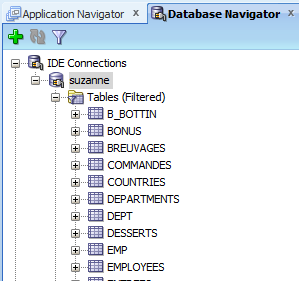 Application Navigator
Database Navigator
IDE Connections
suzanne
Tables (Filtered)
B_BOTTIN
BONUS
BREUVAGES
COMMANDES
COUNTRIES
DEPARTMENTS
DEPT
DESSERTS
EMP
EMPLOYEES